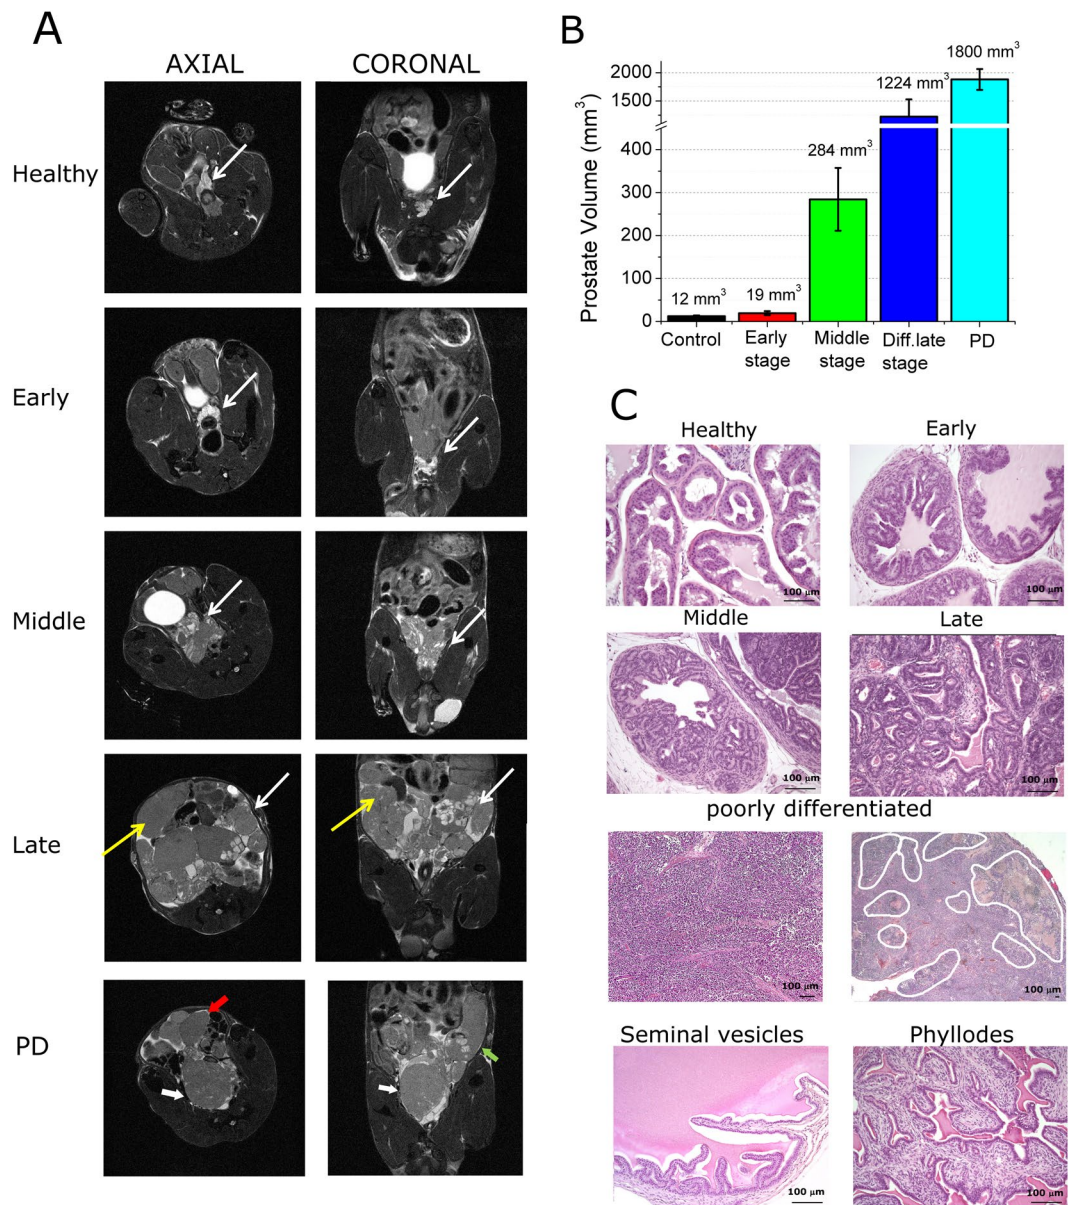 A
AXIAL
CORONAL
Healthy
Early
Middle
Late
PD
B
Prostate Volume (mm³)
2000
1500
400
300
200
100
0
12 mm³
19 mm³
284 mm³
1224 mm³
1800 mm³
Control
Early
stage
Middle
stage
Diff.late
stage
PD
C
Healthy
Early
100 µm
100 µm
Middle
Late
100 µm
100 µm
poorly differentiated
100 µm
100 µm
Seminal vesicles
Phyllodes
100 µm
100 µm